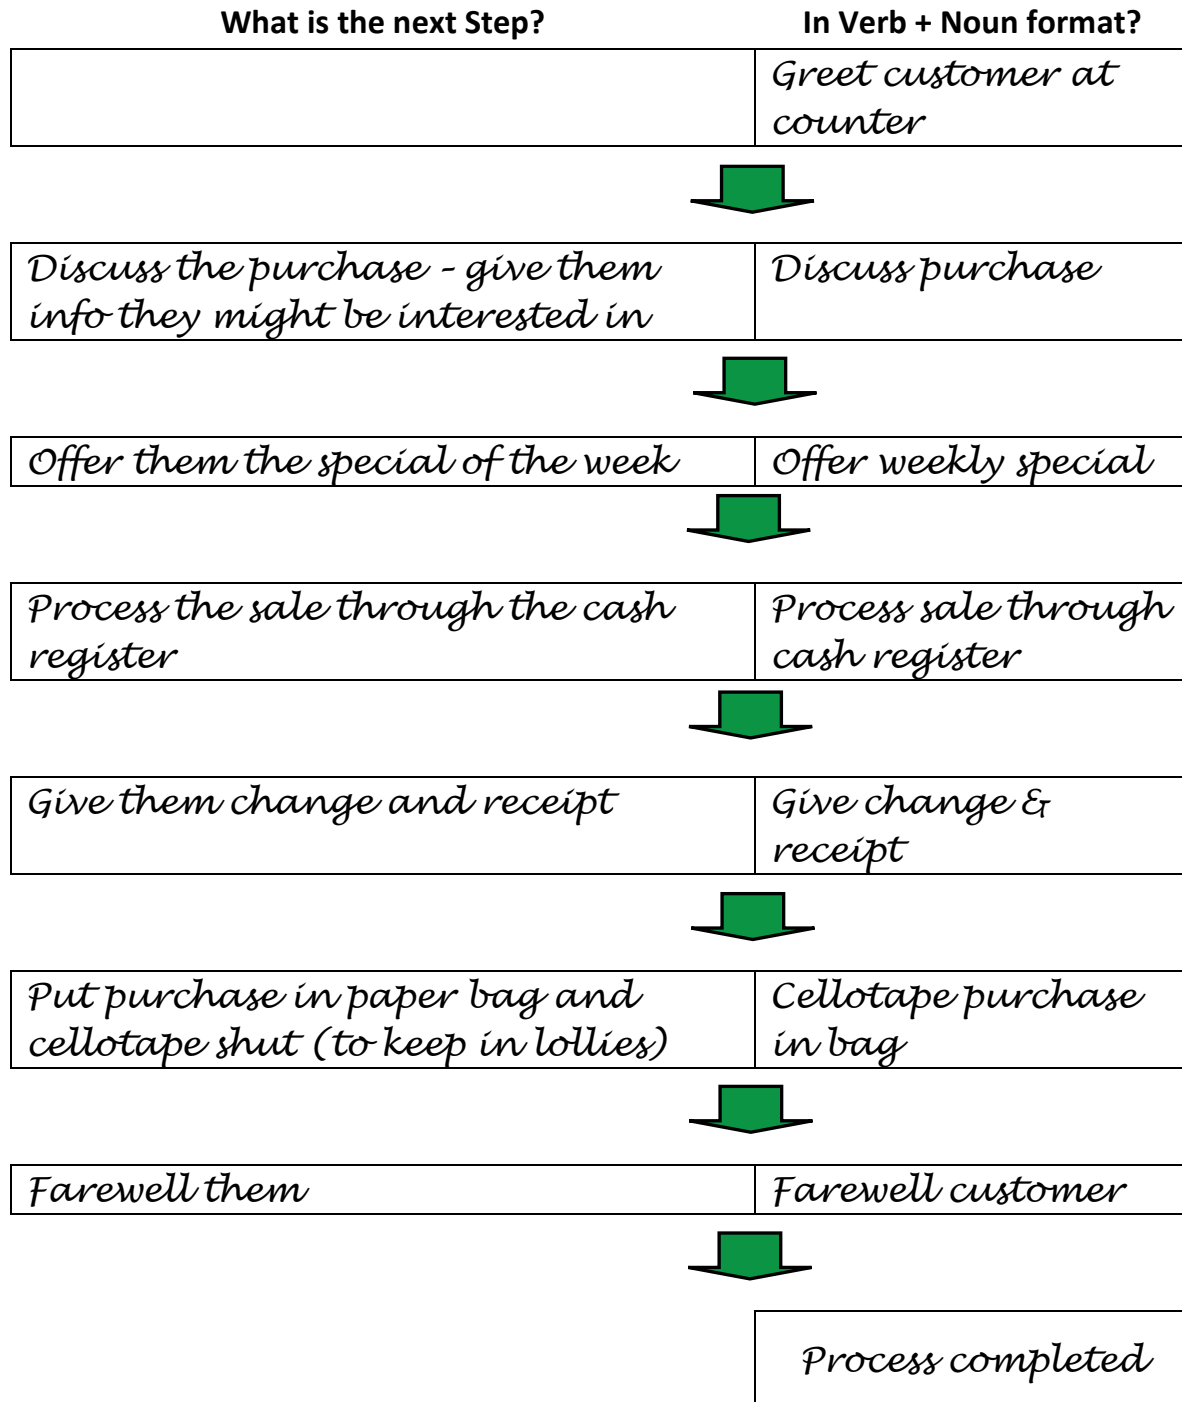 What is the next Step?
In Verb + Noun format?
Greet customer at
counter
Discuss the purchase - give them
info they might be interested in
Discuss purchase
Offer them the special of the week
Offer weekly special
Process the sale through the cash
register
Process sale through
cash register
Give them change and receipt
Give change &
receipt
Put purchase in paper bag and
cellotape shut (to keep in lollies)
Cellotape purchase
in bag
Farewell them
Farewell customer
Process completed